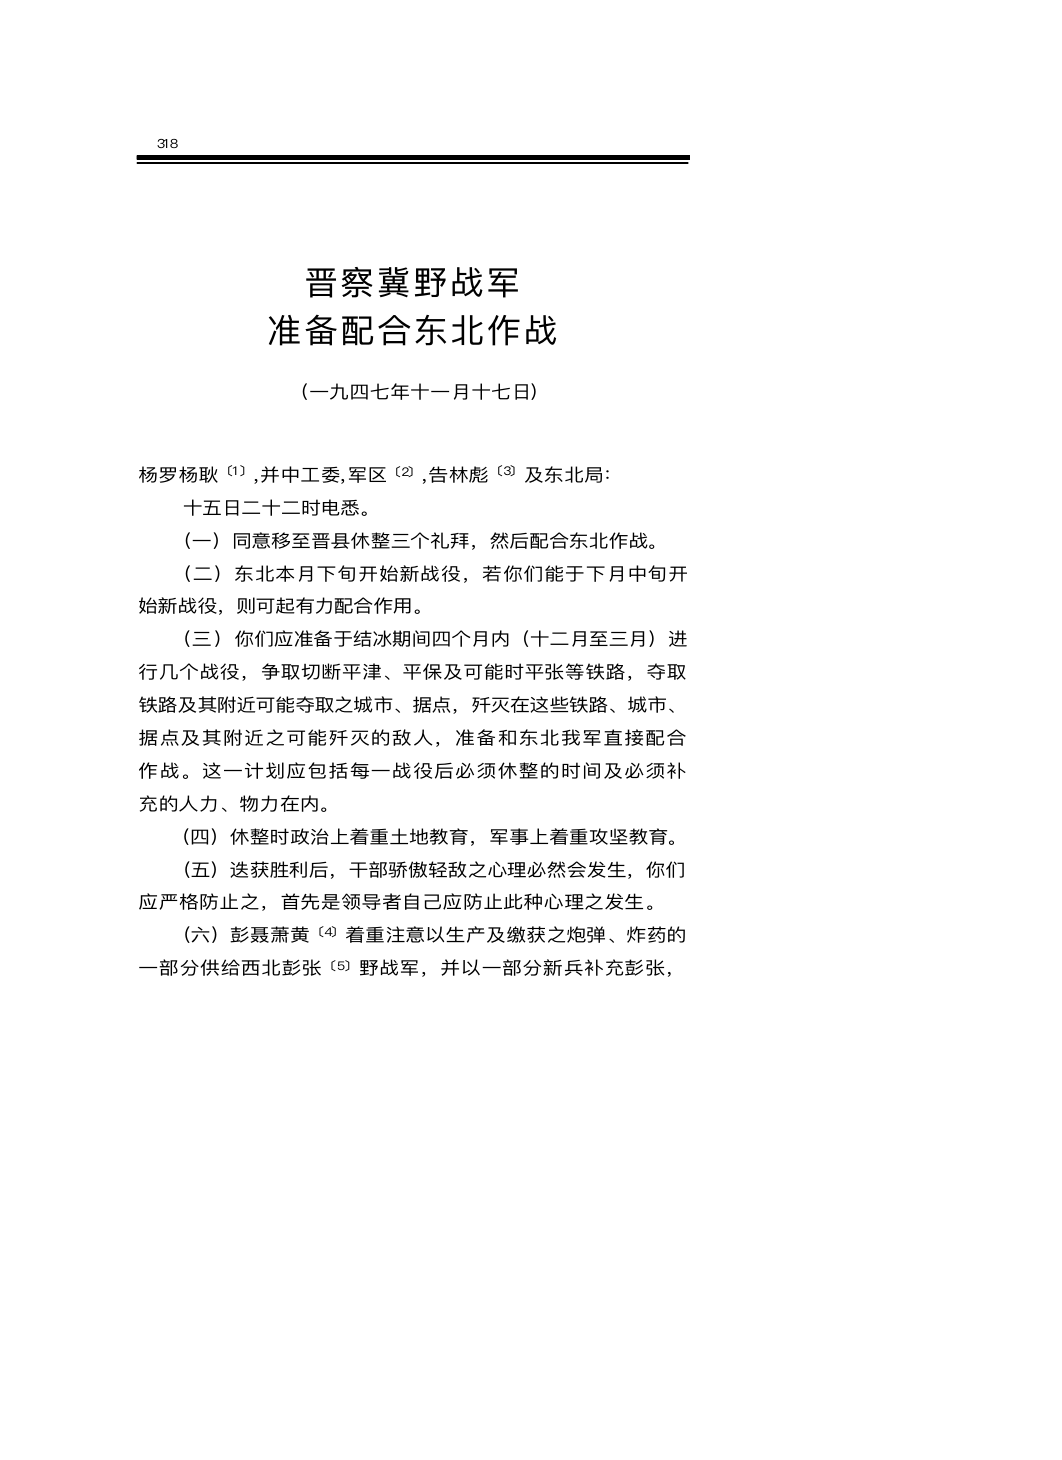 318
晋察冀野战军
准备配合东北作战
（一九四七年十一月十七日）
杨罗杨耿〔1〕,并中工委,军区〔2〕,告林彪〔3〕及东北局：
十五日二十二时电悉。
（一）同意移至晋县休整三个礼拜，然后配合东北作战。
（二）东北本月下旬开始新战役，若你们能于下月中旬开
始新战役，则可起有力配合作用。
（三）你们应准备于结冰期间四个月内（十二月至三月）进
行几个战役，争取切断平津、平保及可能时平张等铁路，夺取
铁路及其附近可能夺取之城市、据点，歼灭在这些铁路、城市、
据点及其附近之可能歼灭的敌人，准备和东北我军直接配合
作战。这一计划应包括每一战役后必须休整的时间及必须补
充的人力、物力在内。
（四）休整时政治上着重土地教育，军事上着重攻坚教育。
（五）迭获胜利后，干部骄傲轻敌之心理必然会发生，你们
应严格防止之，首先是领导者自己应防止此种心理之发生。
（六）彭聂萧黄〔4〕着重注意以生产及缴获之炮弹、炸药的
一部分供给西北彭张〔5〕野战军，并以一部分新兵补充彭张，